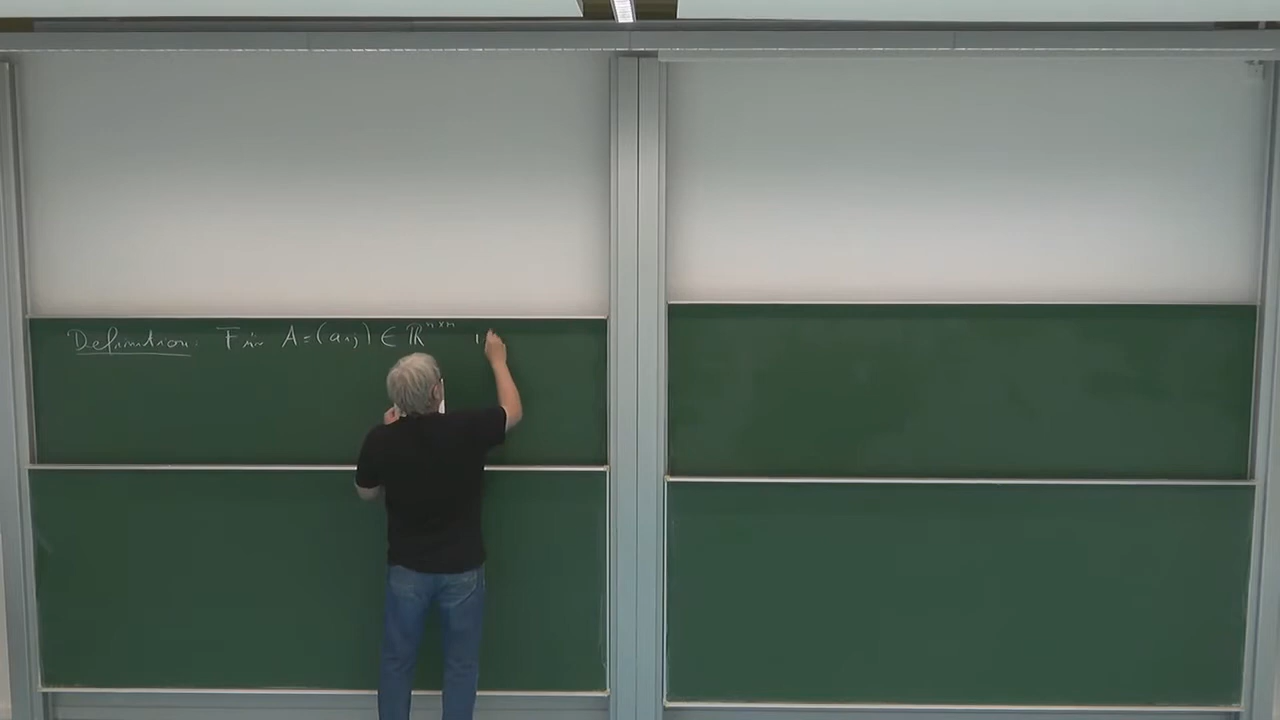 Definition: Für A = (aij) ∈ ℝ^{n×n}